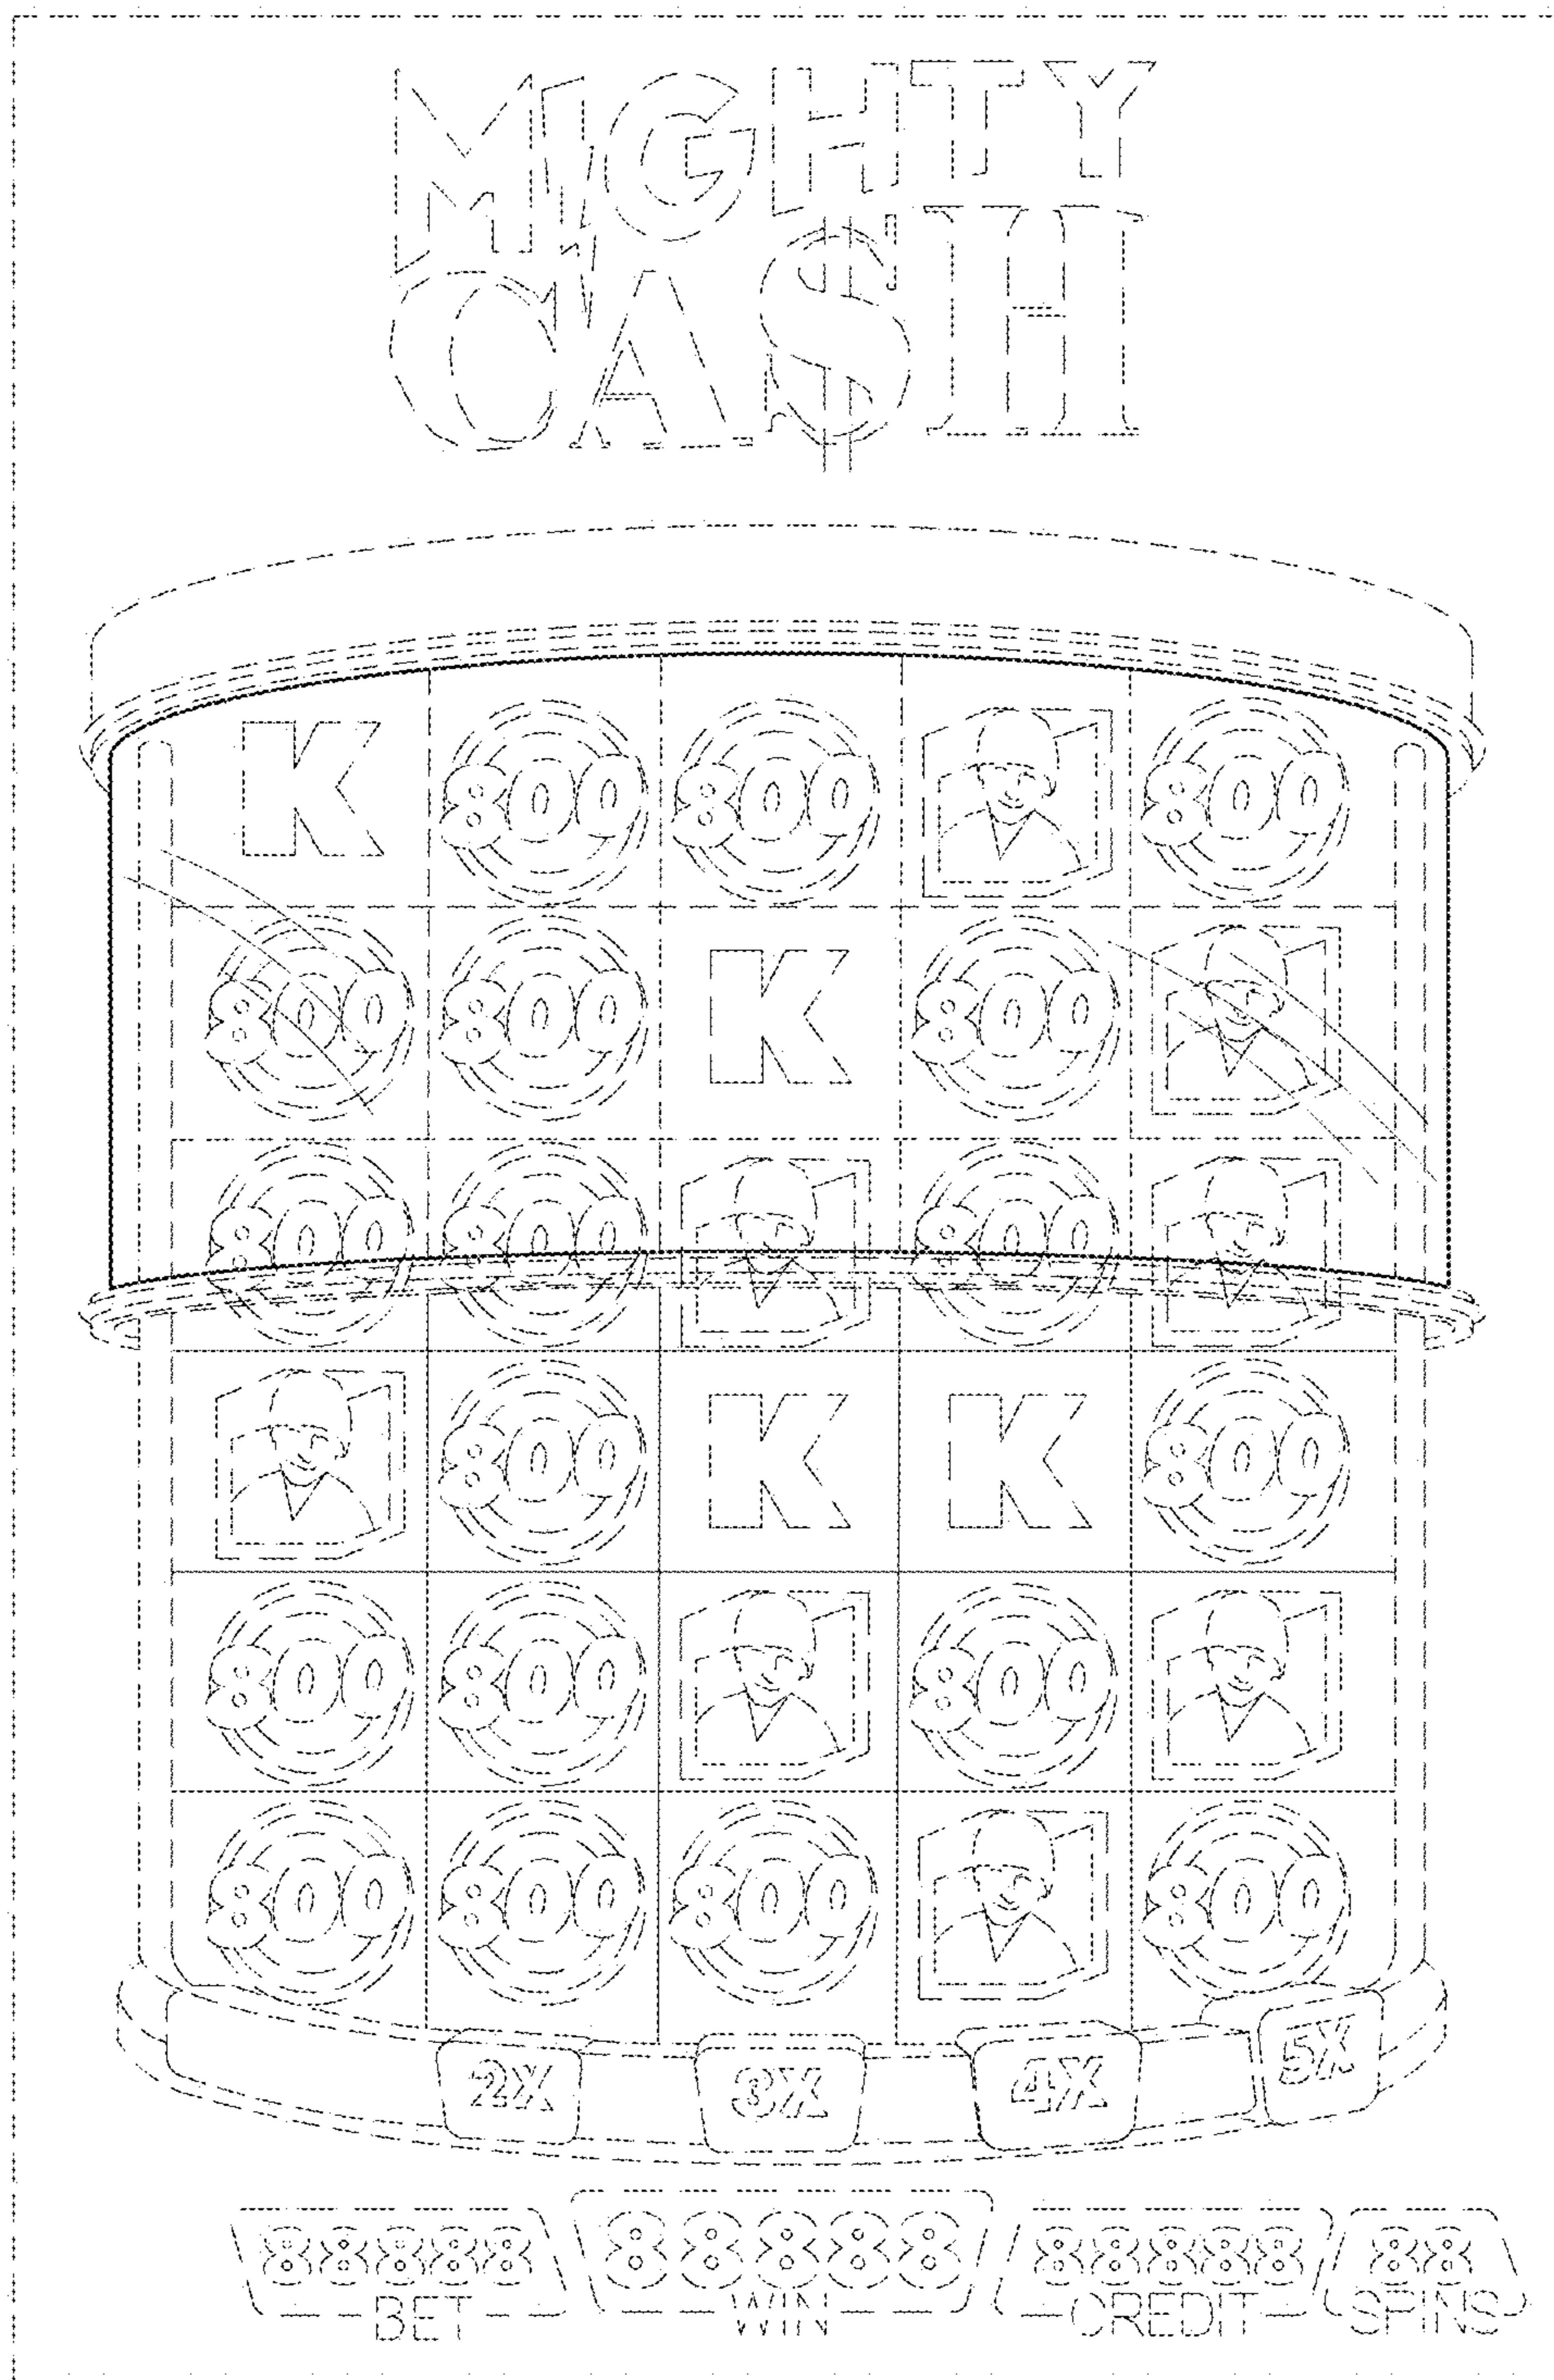 MIGHTY
CA$H
K 800 800 800
800 800 K 800
800 800 800
800 K K 800
800 800 800
800 800 800 800
2X 3X 4X 5X
88888 88888 88888 88
BET WIN CREDIT SPINS